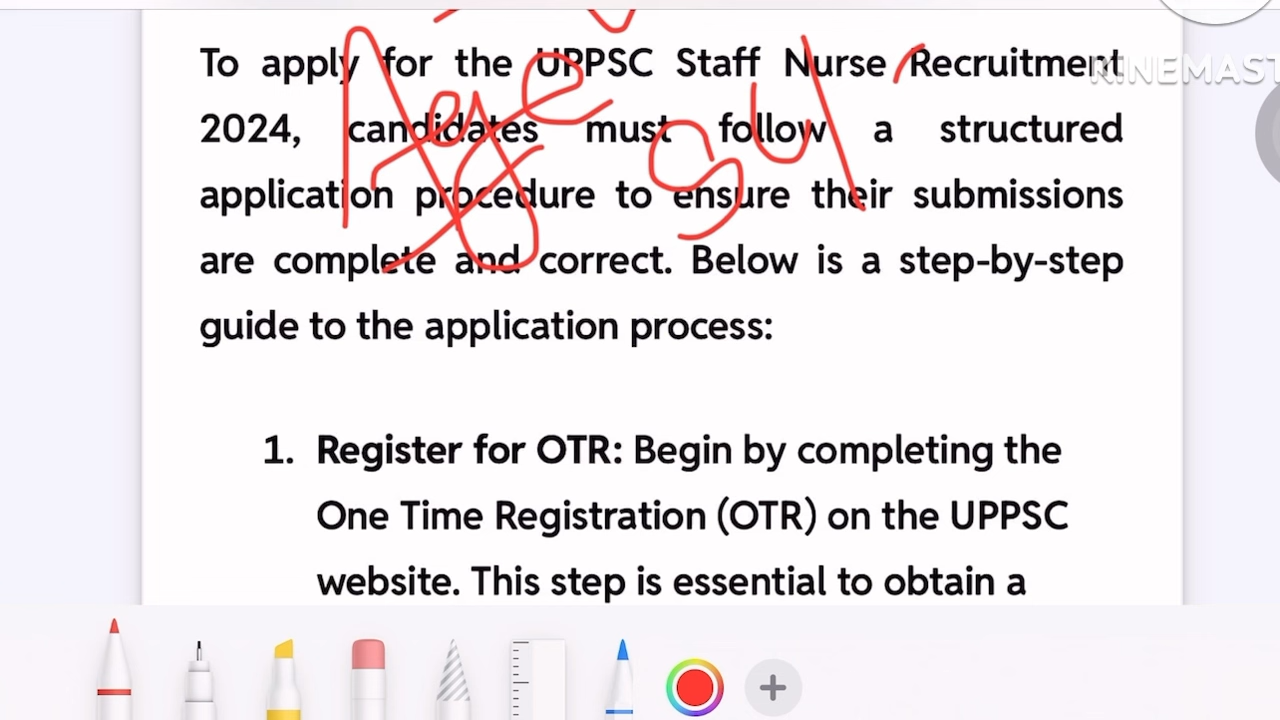 To apply for the UPPSC Staff Nurse Recruitment
KINEMAST
2024, candidates must follow a structured
application procedure to ensure their submissions
are complete and correct. Below is a step-by-step
guide to the application process:
Age
1. Register for OTR: Begin by completing the
One Time Registration (OTR) on the UPPSC
website. This step is essential to obtain a